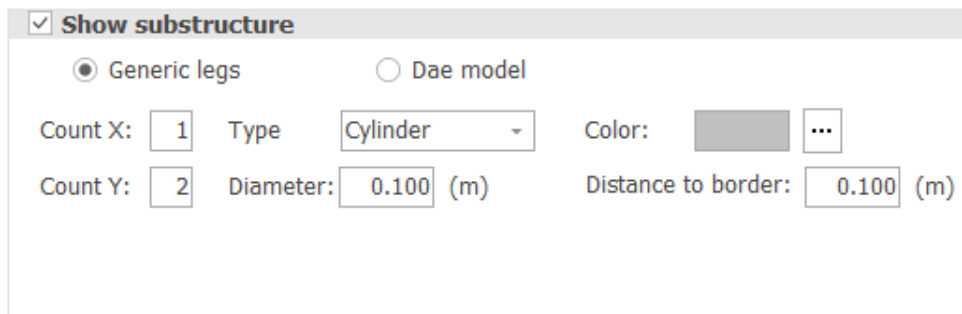 Show substructure
Generic legs Dae model
Count X: 1 Type Cylinder Color: ...
Count Y: 2 Diameter: 0.100 (m) Distance to border: 0.100 (m)